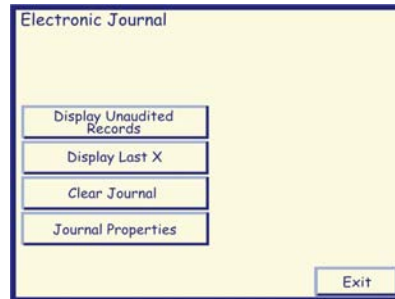 Electronic Journal
Display Unaudited
Records
Display Last X
Clear Journal
Journal Properties
Exit